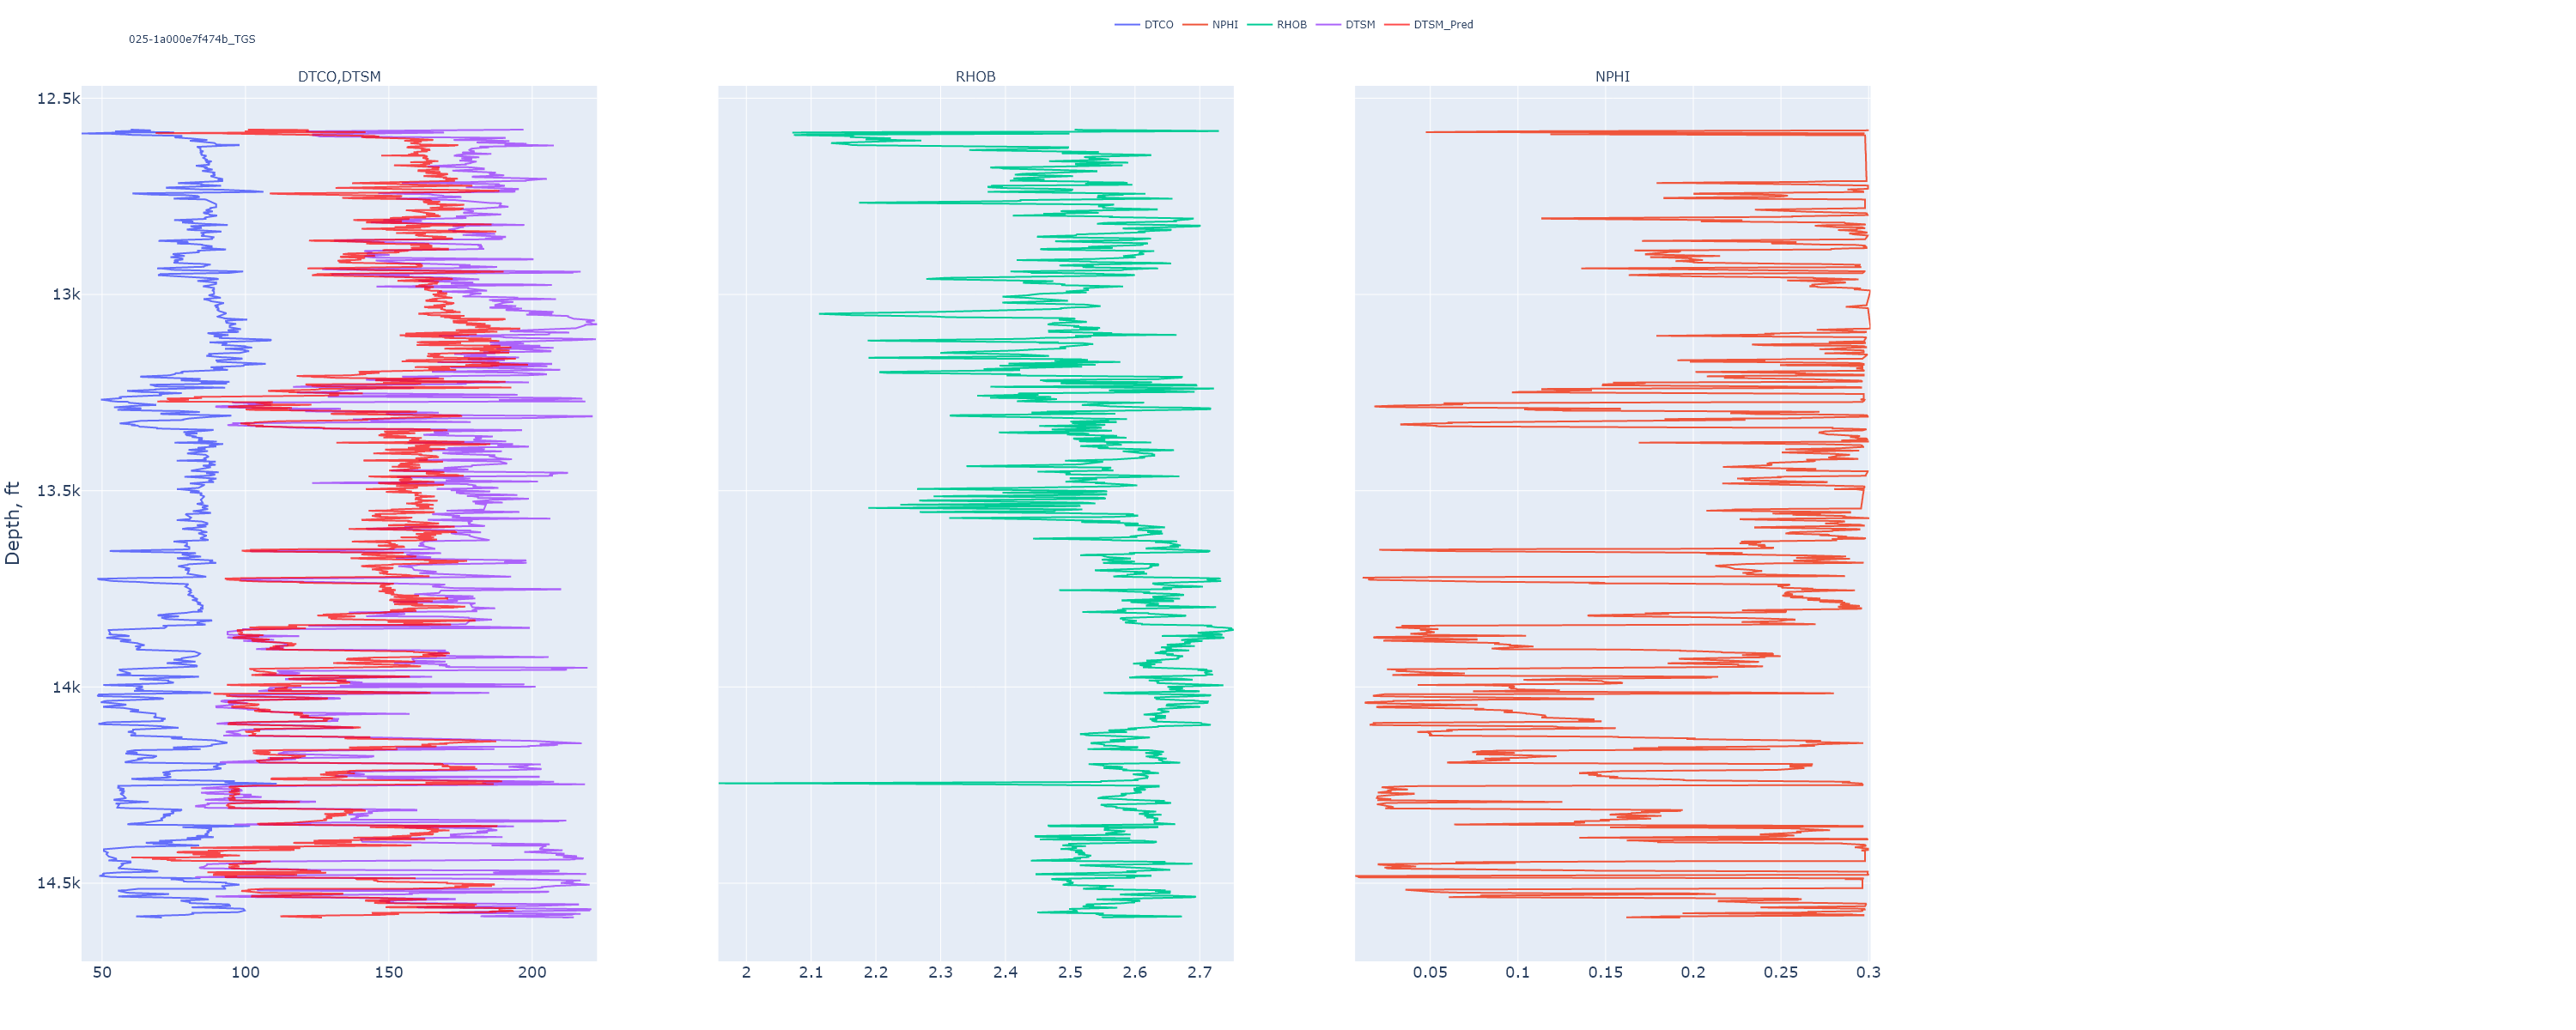 DTCO NPHI RHOB DTSM DTSM_Pred
025-1a000e7f474b_TGS
DTCO,DTSM RHOB NPHI
Depth, ft
12.5k
13k
13.5k
14k
14.5k
50 100 150 200
2 2.1 2.2 2.3 2.4 2.5 2.6 2.7
0.05 0.1 0.15 0.2 0.25 0.3